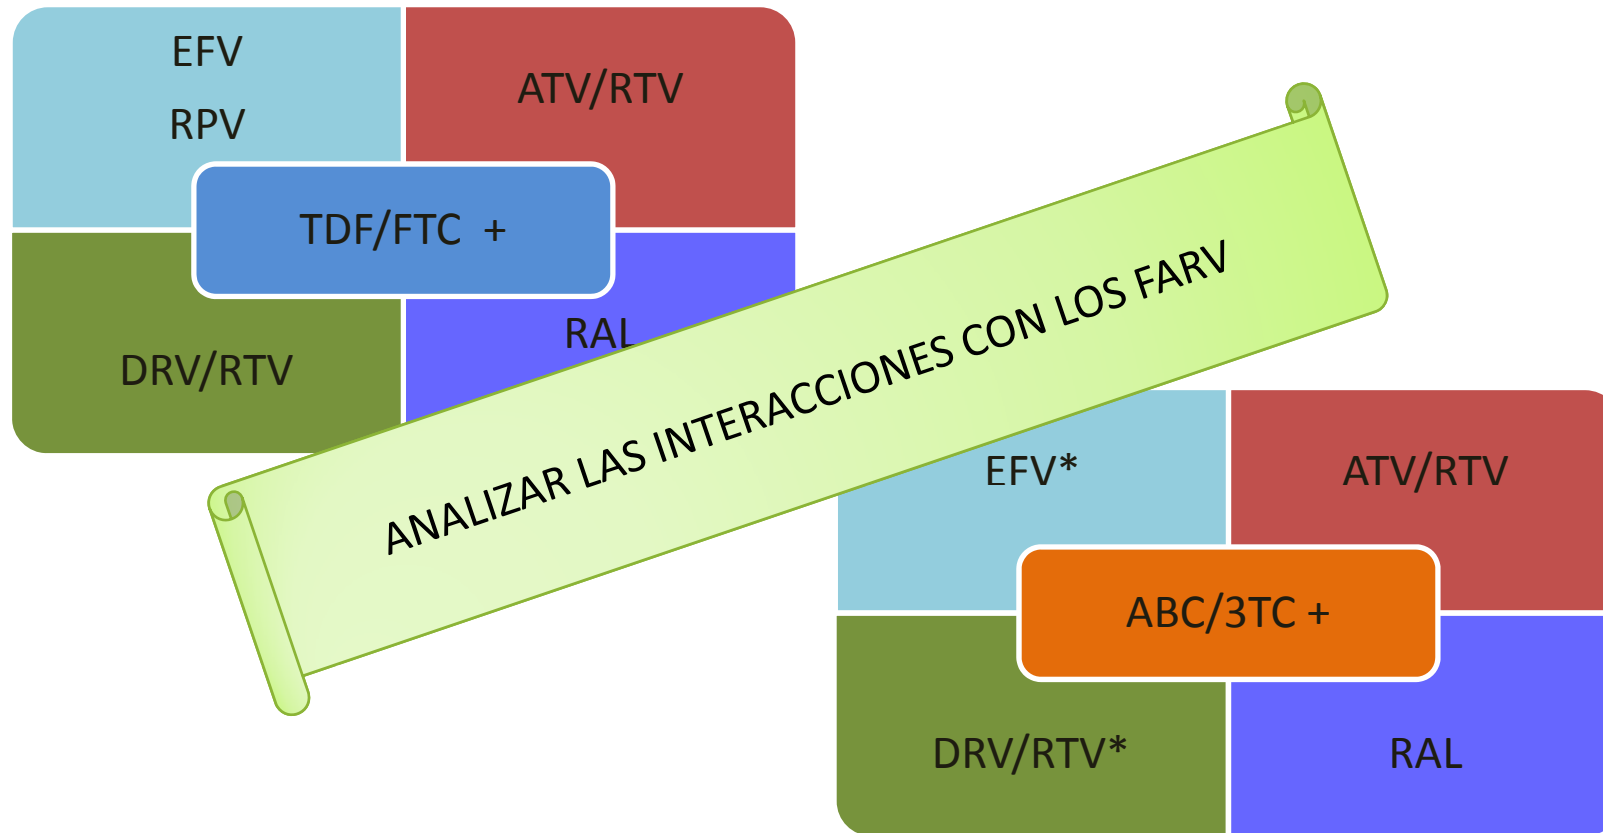 EFV
RPV
ATV/RTV
TDF/FTC +
DRV/RTV
RAL
ANALIZAR LAS INTERACCIONES CON LOS FARV
EFV*
ATV/RTV
ABC/3TC +
DRV/RTV*
RAL